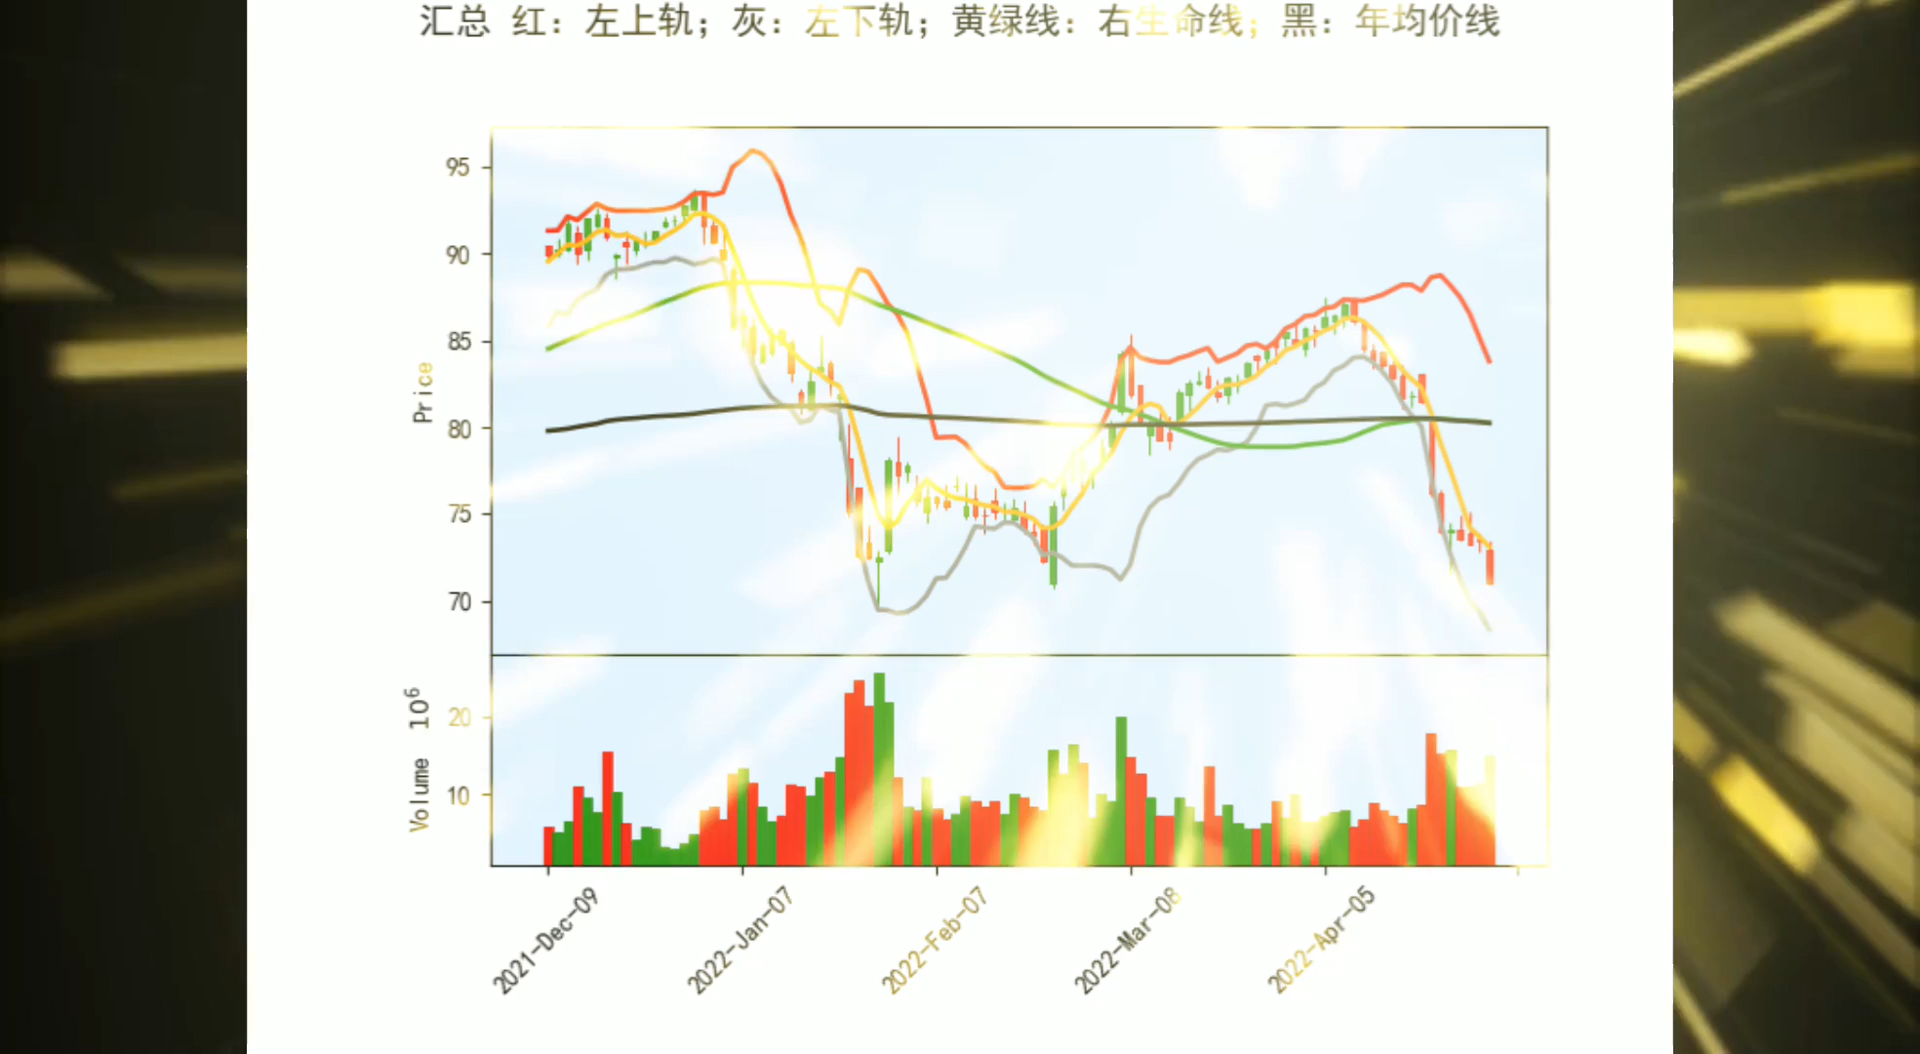 汇总 红：左上轨；灰：左下轨；黄绿线：右生命线；黑：年均价线
95
90
85
80
75
70
Price
20
10
Volume 10⁶
2021-Dec-09
2022-Jan-07
2022-Feb-07
2022-Mar-08
2022-Apr-05